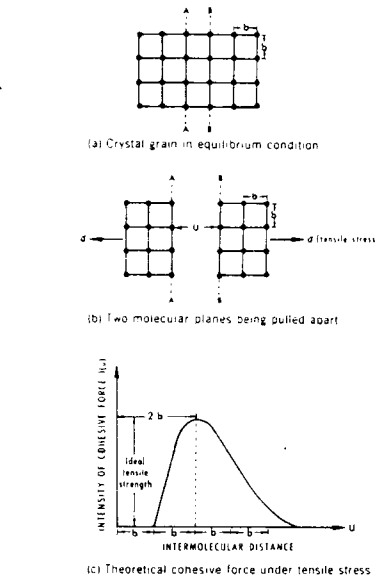 A B
b
b
A B
(a) Crystal grain in equilibrium condition
A B
b
b
σ U σ (tensile stress)
A B
(b) Two molecular planes being pulled apart
INTENSITY OF COHESIVE FORCE
2 b
Ideal
tensile
strength
b b b b U
INTERMOLECULAR DISTANCE
(c) Theoretical cohesive force under tensile stress